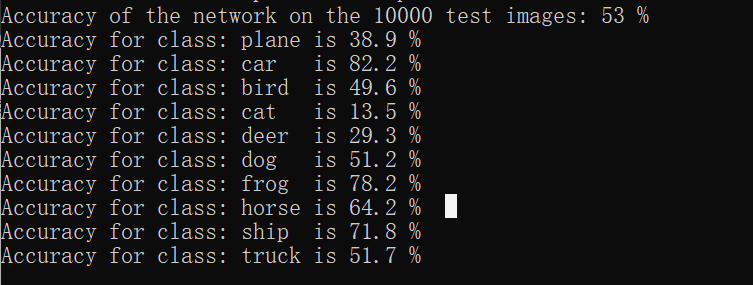 Accuracy of the network on the 10000 test images: 53 %
Accuracy for class: plane is 38.9 %
Accuracy for class: car   is 82.2 %
Accuracy for class: bird  is 49.6 %
Accuracy for class: cat   is 13.5 %
Accuracy for class: deer  is 29.3 %
Accuracy for class: dog   is 51.2 %
Accuracy for class: frog  is 78.2 %
Accuracy for class: horse is 64.2 %
Accuracy for class: ship  is 71.8 %
Accuracy for class: truck is 51.7 %